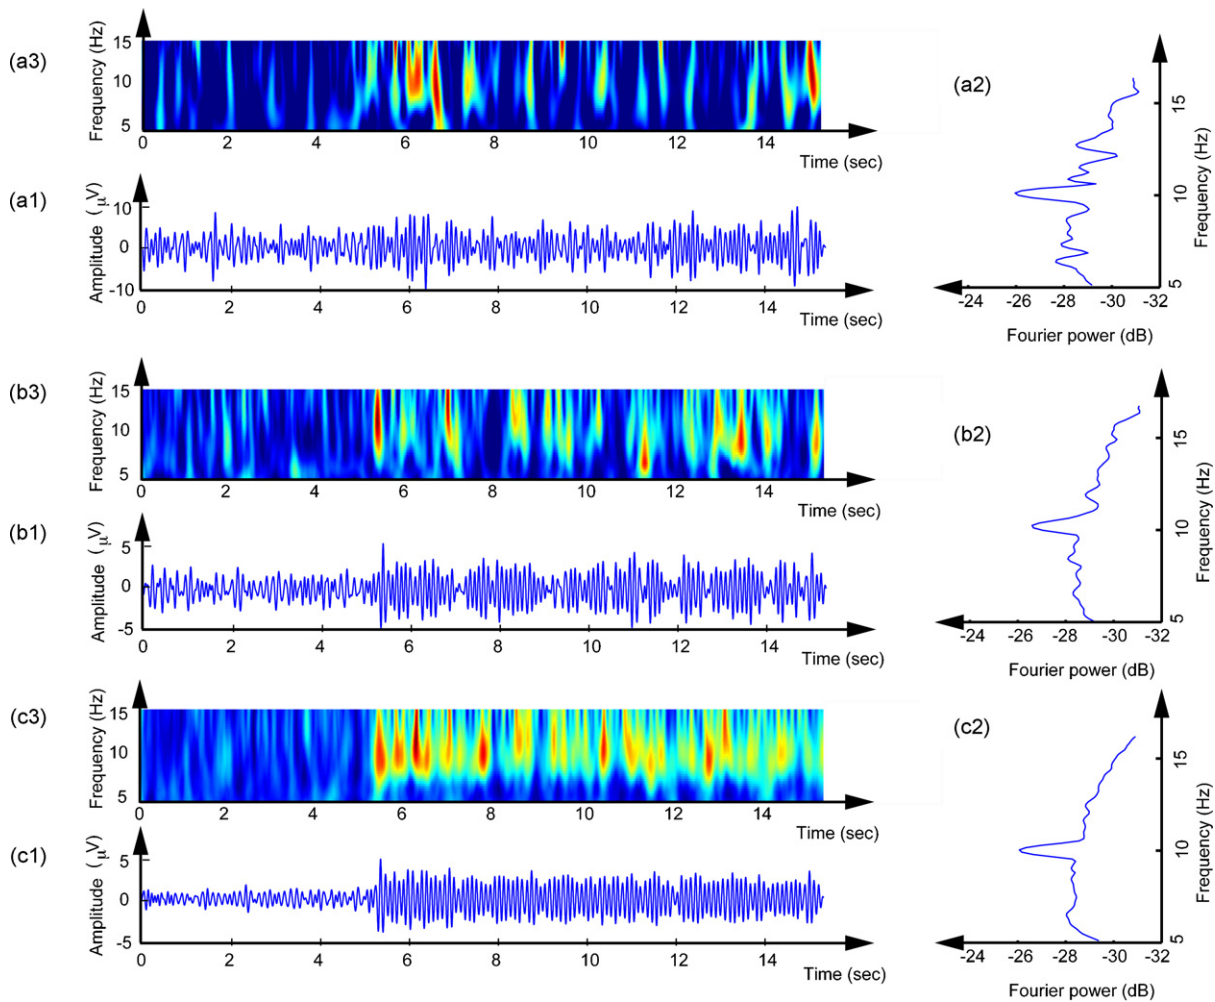 (a3)
Frequency (Hz)
15
10
5
0 2 4 6 8 10 12 14
Time (sec)
(a1)
Amplitude (μV)
10
0
-10
0 2 4 6 8 10 12 14
Time (sec)
(a2)
15
10
5
Frequency (Hz)
-24 -26 -28 -30 -32
Fourier power (dB)
(b3)
Frequency (Hz)
15
10
5
0 2 4 6 8 10 12 14
Time (sec)
(b1)
Amplitude (μV)
5
0
-5
0 2 4 6 8 10 12 14
Time (sec)
(b2)
15
10
5
Frequency (Hz)
-24 -26 -28 -30 -32
Fourier power (dB)
(c3)
Frequency (Hz)
15
10
5
0 2 4 6 8 10 12 14
Time (sec)
(c1)
Amplitude (μV)
5
0
-5
0 2 4 6 8 10 12 14
Time (sec)
(c2)
15
10
5
Frequency (Hz)
-24 -26 -28 -30 -32
Fourier power (dB)